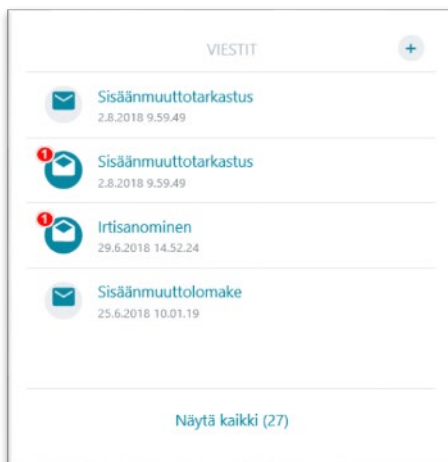 VIESTIT
+
Sisäänmuuttotarkastus
2.8.2018 9.59.49
1
Sisäänmuuttotarkastus
2.8.2018 9.59.49
1
Irtisanominen
29.6.2018 14.52.24
Sisäänmuuttolomake
25.6.2018 10.01.19
Näytä kaikki (27)